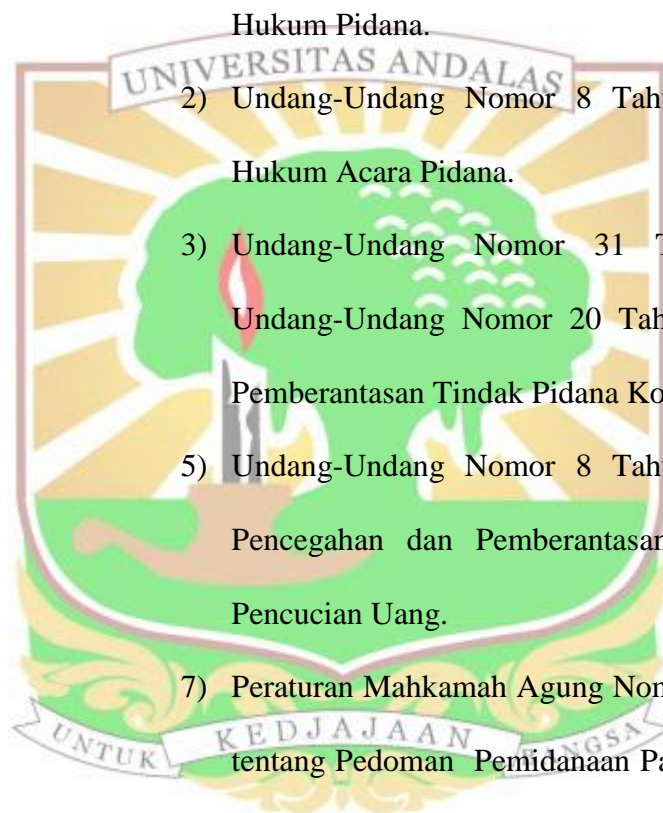 Hukum Pidana.
UNIVERSITAS ANDALAS
2) Undang-Undang Nomor 8 Tahu
Hukum Acara Pidana.
3) Undang-Undang Nomor 31 T
Undang-Undang Nomor 20 Tah
Pemberantasan Tindak Pidana Ko
5) Undang-Undang Nomor 8 Tahu
Pencegahan dan Pemberantasan
Pencucian Uang.
7) Peraturan Mahkamah Agung Non
UNTUK KEDJAJAAN BANGSA
tentang Pedoman Pemidanaan Pa